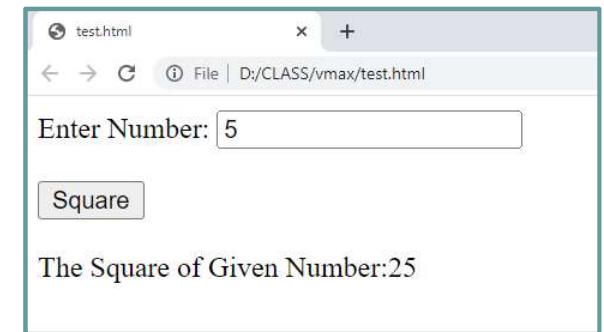 test.html
File | D:/CLASS/vmax/test.html
Enter Number: 5
Square
The Square of Given Number:25